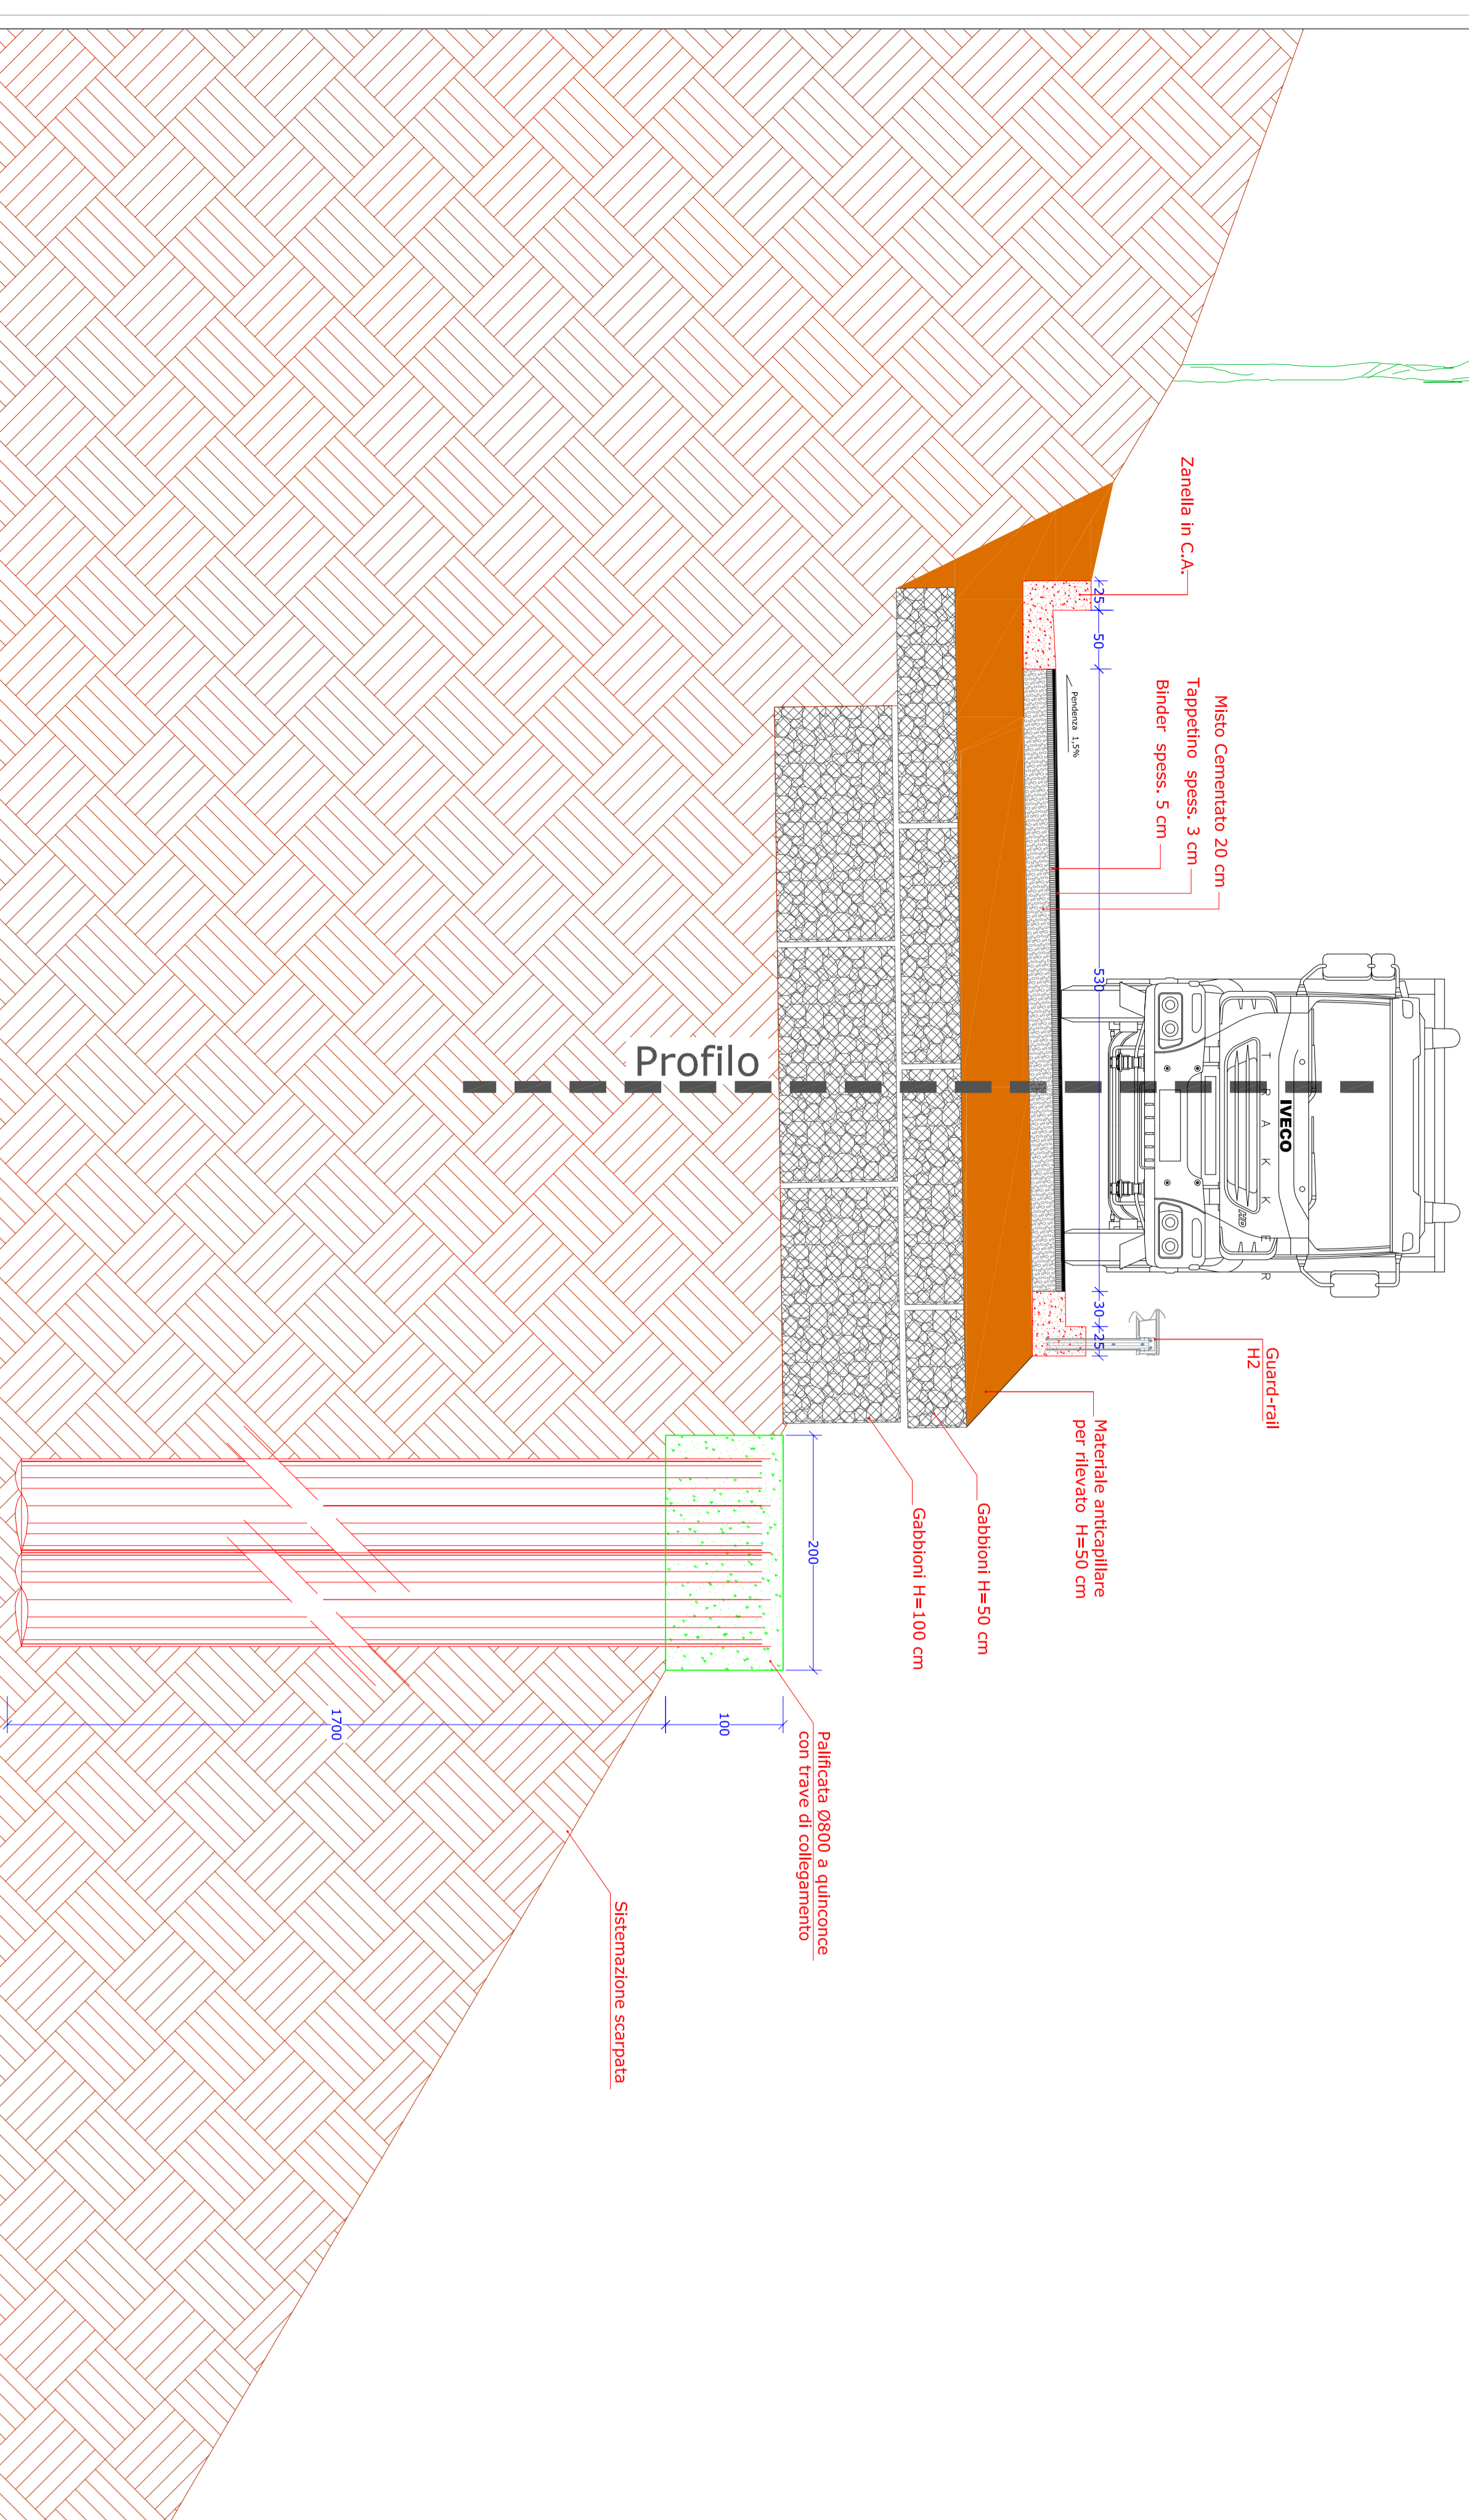 Zanella in C.A.
25
50
530
30
25
Misto Cementato 20 cm
Tappetino spess. 3 cm
Binder spess. 5 cm
Pendenza 1,5%
IVECO
T R A K K E R
Guard-rail
H2
Materiale anticapillare
per rilevato H=50 cm
Gabbioni H=50 cm
Gabbioni H=100 cm
Profilo
200
100
1700
Palificata Ø800 a quinconce
con trave di collegamento
Sistemazione scarpata